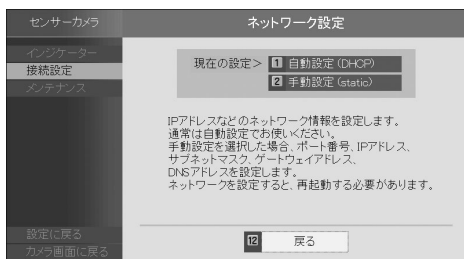 センサーカメラ
ネットワーク設定
インジケーター
接続設定
メンテナンス
現在の設定＞ 1 自動設定(DHCP)
2 手動設定(static)
IPアドレスなどのネットワーク情報を設定します。
通常は自動設定でお使いください。
手動設定を選択した場合、ポート番号、IPアドレス、
サブネットマスク、ゲートウェイアドレス、
DNSアドレスを設定します。
ネットワークを設定すると、再起動する必要があります。
設定に戻る
カメラ画面に戻る
12 戻る